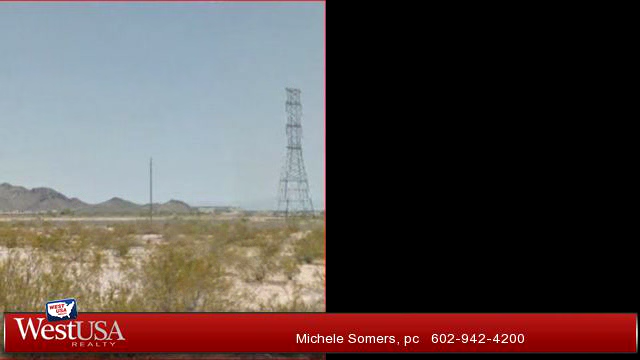 WEST
USA
WestUSA
REALTY
Michele Somers, pc 602-942-4200